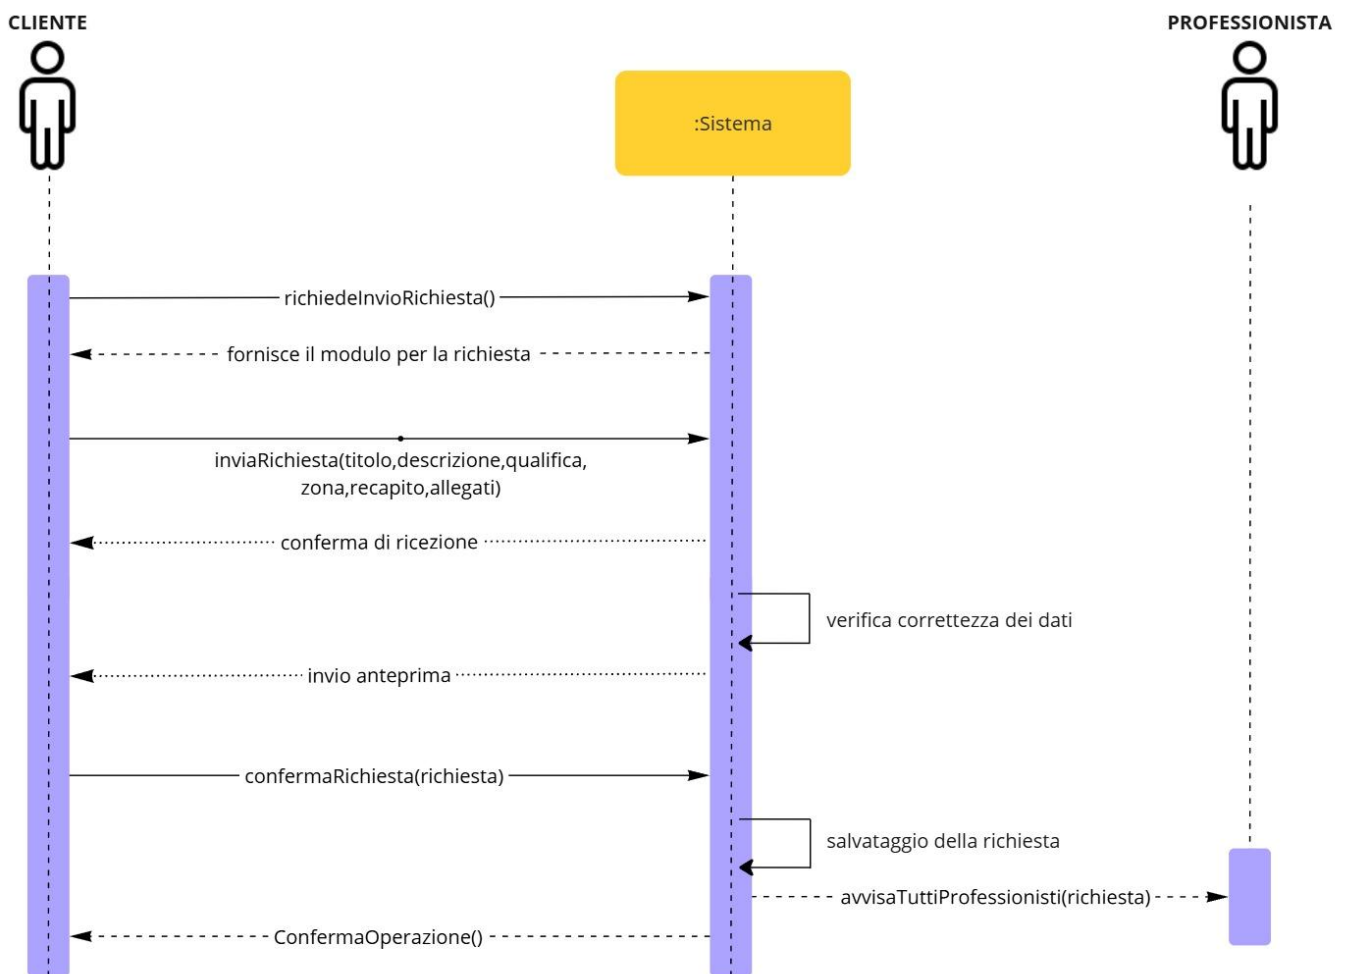 CLIENTE
PROFESSIONISTA
:Sistema
richiedeInvioRichiesta()
fornisce il modulo per la richiesta
inviaRichiesta(titolo,descrizione,qualifica,
zona,recapito,allegati)
conferma di ricezione
verifica correttezza dei dati
invio anteprima
confermaRichiesta(richiesta)
salvataggio della richiesta
avvisaTuttiProfessionisti(richiesta)
ConfermaOperazione()